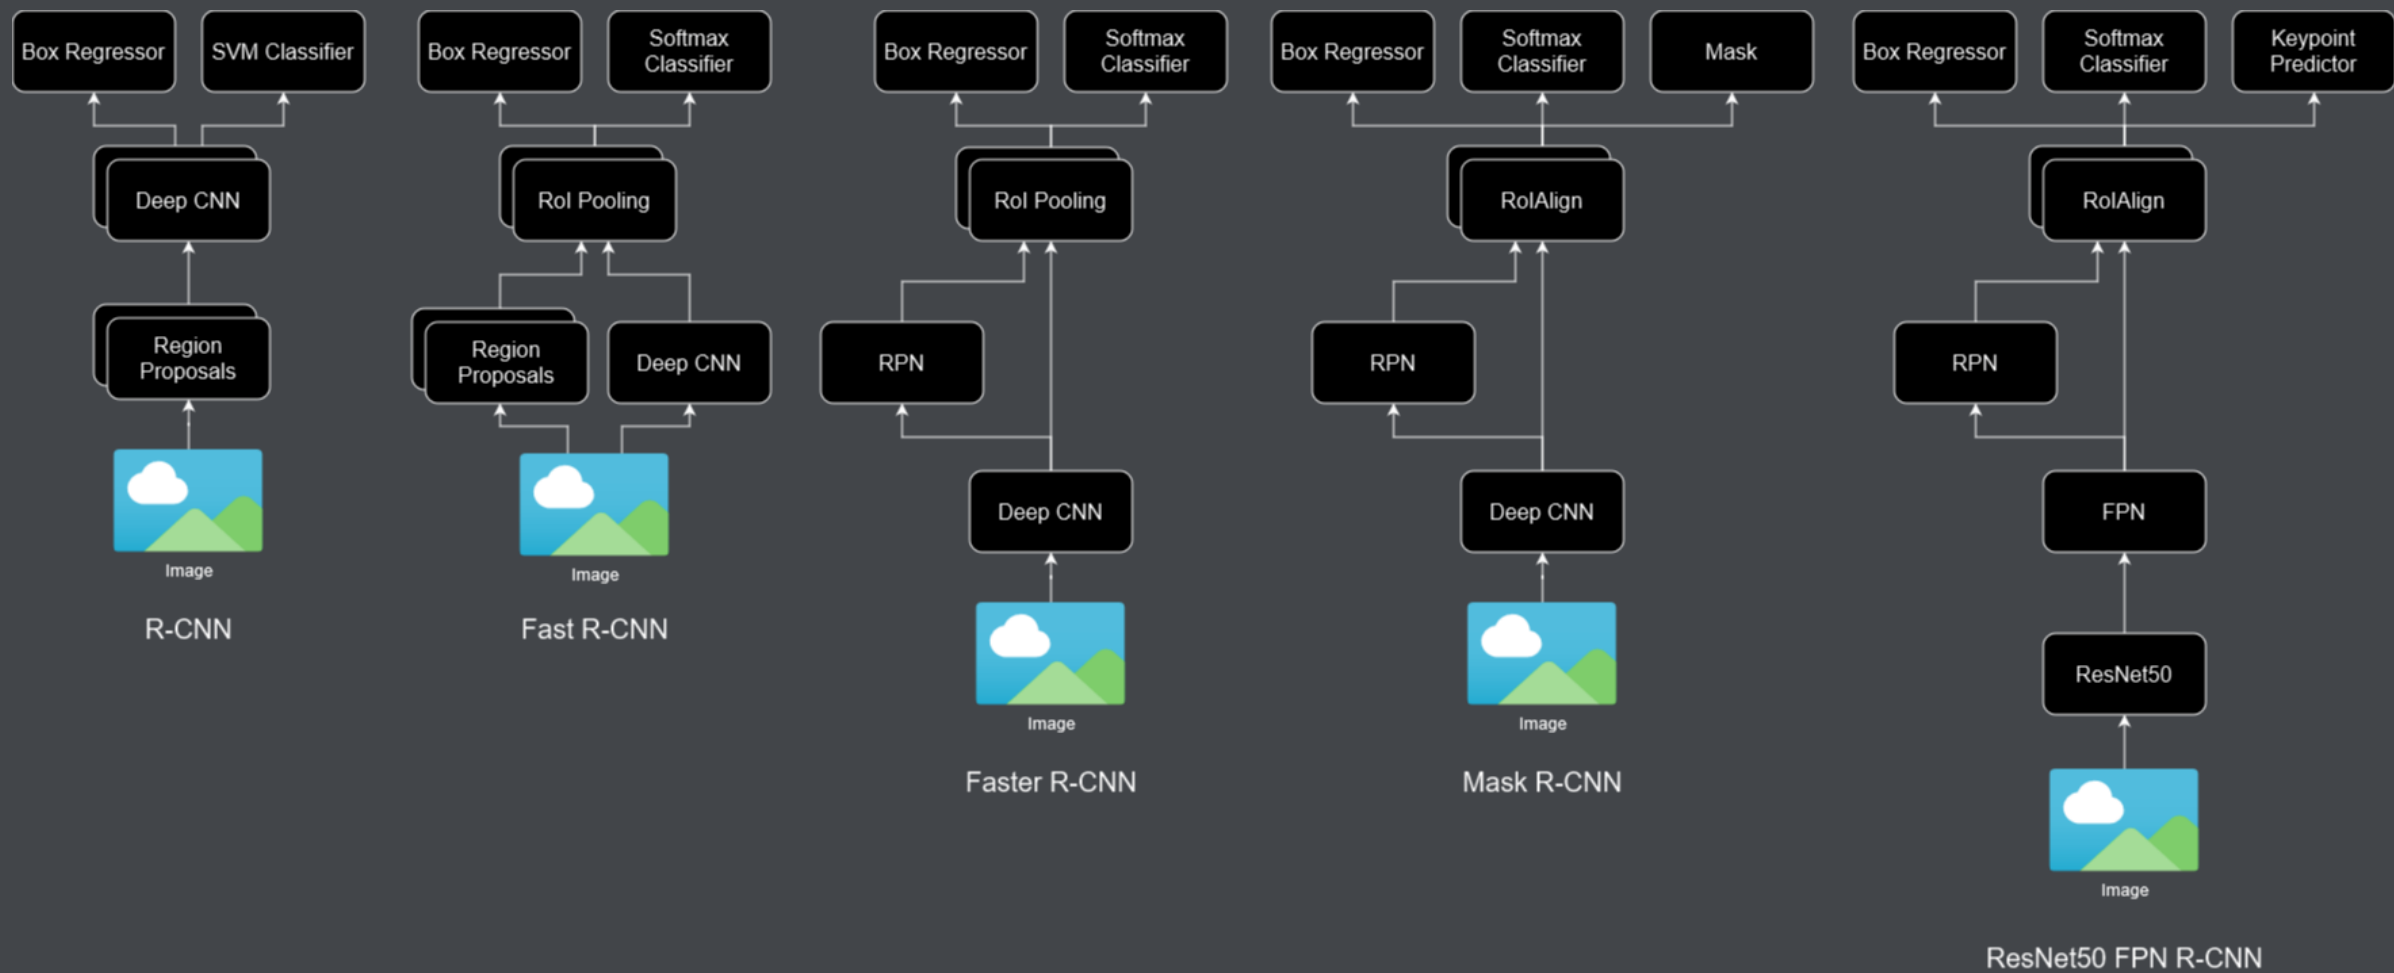 Box Regressor
SVM Classifier
Deep CNN
Region
Proposals
Image
R-CNN
Box Regressor
Softmax
Classifier
RoI Pooling
Region
Proposals
Deep CNN
Image
Fast R-CNN
Box Regressor
Softmax
Classifier
RoI Pooling
RPN
Deep CNN
Image
Faster R-CNN
Box Regressor
Softmax
Classifier
Mask
RoIAlign
RPN
Deep CNN
Image
Mask R-CNN
Box Regressor
Softmax
Classifier
Keypoint
Predictor
RoIAlign
RPN
FPN
ResNet50
Image
ResNet50 FPN R-CNN